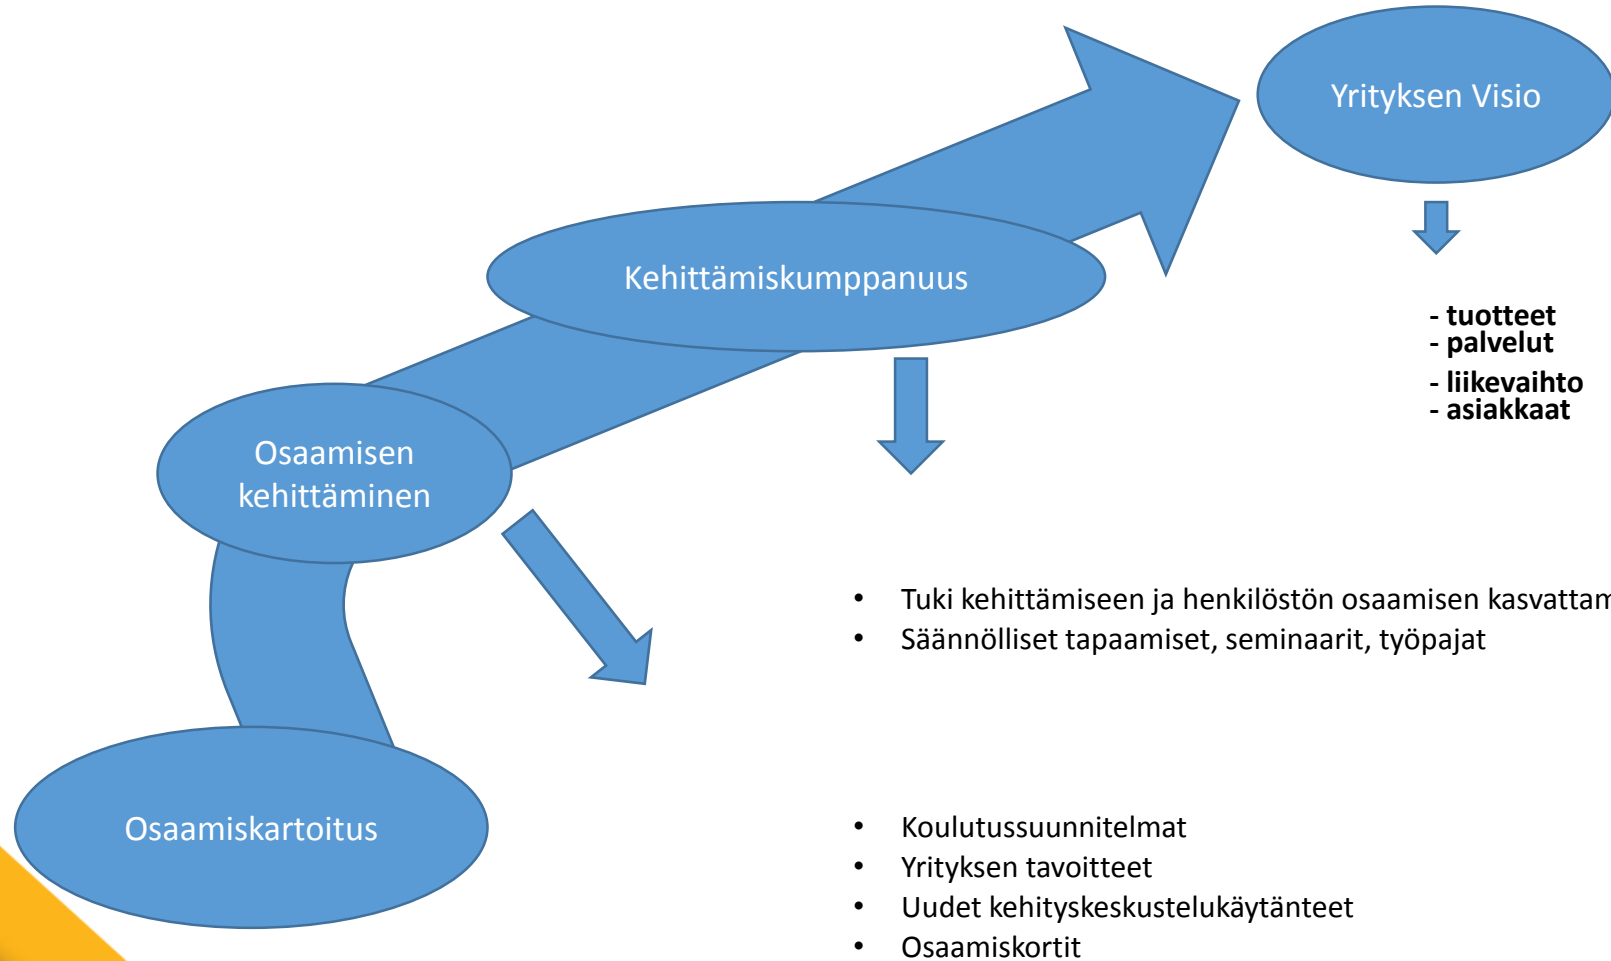 Yrityksen Visio
Kehittämiskumppanuus
- tuotteet
- palvelut
- liikevaihto
- asiakkaat
Osaamisen
kehittäminen
• Tuki kehittämiseen ja henkilöstön osaamisen
• Säännölliset tapaamiset, seminaarit, työpajat
Osaamiskartoitus
• Koulutussuunnitelmat
• Yrityksen tavoitteet
• Uudet kehityskeskustelukäytänteet
• Osaamiskortit